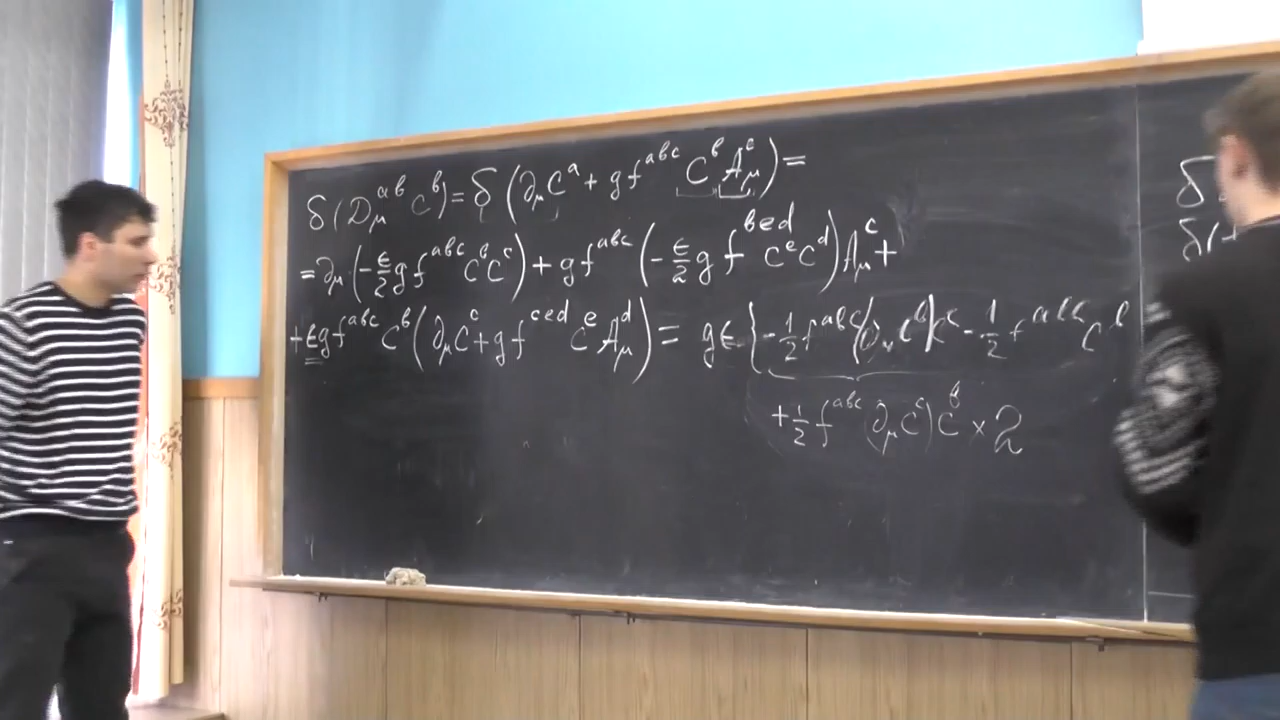 δ(D_μ^{ab} c^b) = δ(∂_μ c^a + g f^{abc} c^b A_μ^c) =
= ∂_μ(-ε/2 g f^{abc} c^b c^c) + g f^{abc}(-ε/2 g f^{bed} c^e c^d) A_μ^c +
+ εg f^{abc} c^b (∂_μ c^c + g f^{ced} c^e A_μ^d) = gε {-1/2 f^{abc}(∂_μ c^b)c^c - 1/2 f^{abc} c^b
+ 1/2 f^{abc} (∂_μ c^c) c^b × 2
δ
δ(